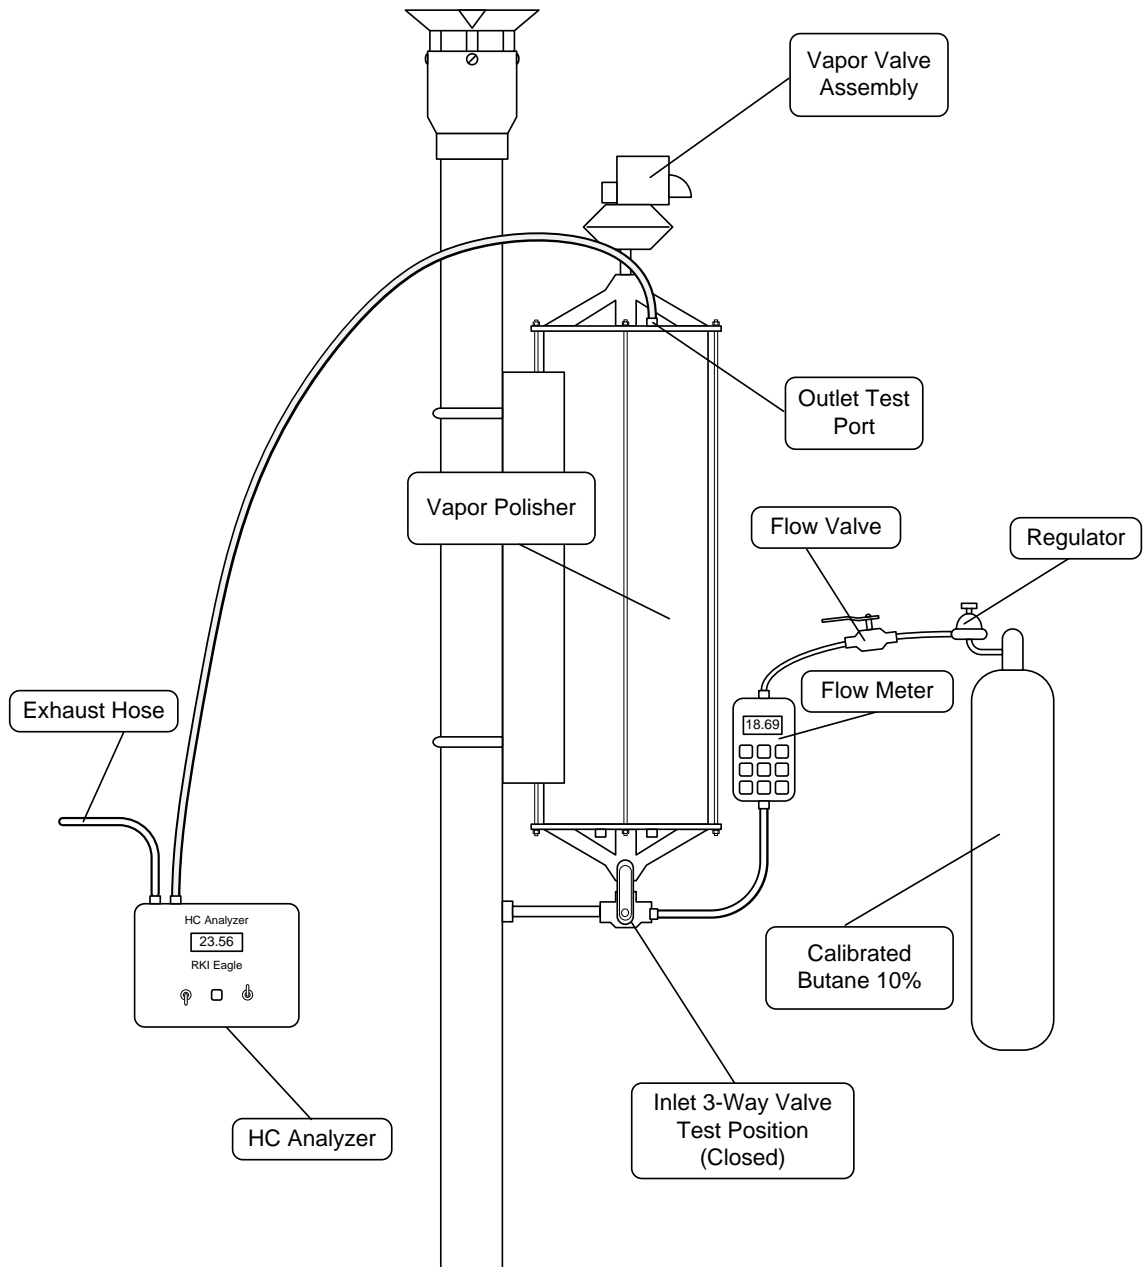 Vapor Valve
Assembly
Outlet Test
Port
Vapor Polisher
Flow Valve
Regulator
Exhaust Hose
Flow Meter
18.69
HC Analyzer
23.56
RKI Eagle
Calibrated
Butane 10%
Inlet 3-Way Valve
Test Position
(Closed)
HC Analyzer